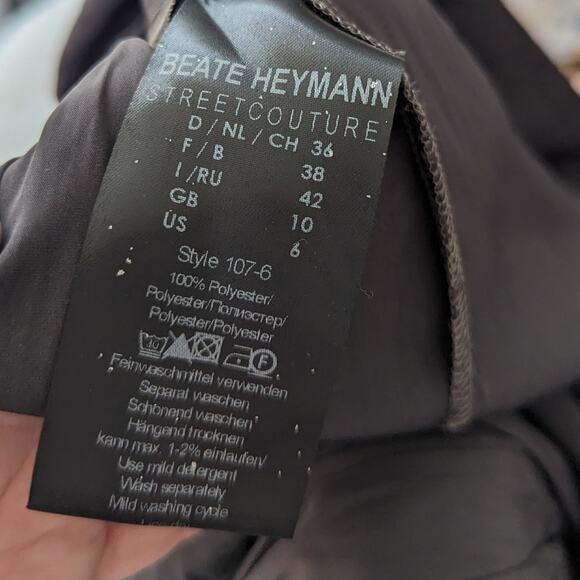 BEATE HEYMANN
STREETCOUTURE
D/NL/CH 36
F/B 38
I/RU 42
GB 10
US 6
Style 107-6
100% Polyester/
Polyester/Полиэстер/
Polyester/Polyester
Feinwaschmittel verwenden
Separat waschen
Schonend waschen
Hängend trocknen
kann max. 1-2% einlaufen/
Use mild detergent
Wash separately
Mild washing cycle